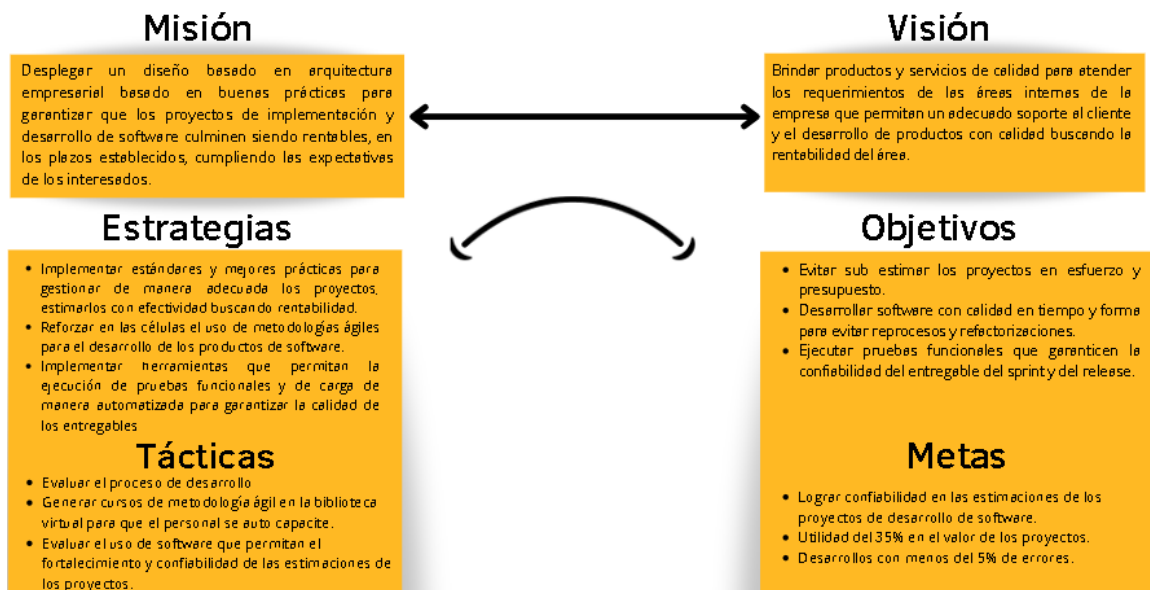 Misión
Desplegar un diseño basado en arquitectura
empresarial basado en buenas prácticas para
garantizar que los proyectos de implementación y
desarrollo de software culminen siendo rentables, en
los plazos establecidos, cumpliendo las expectativas
de los interesados.
Visión
Brindar productos y servicios de calidad para atender
los requerimientos de las áreas internas de la
empresa que permitan un adecuado soporte al cliente
y el desarrollo de productos con calidad buscando la
rentabilidad del área.
Estrategias
• Implementar estándares y mejores prácticas para
gestionar de manera adecuada los proyectos,
estimarlos con efectividad buscando rentabilidad.
• Reforzar en las células el uso de metodologías ágiles
para el desarrollo de los productos de software.
• Implementar herramientas que permitan la
ejecución de pruebas funcionales y de carga de
manera automatizada para garantizar la calidad de
los entregables
Objetivos
• Evitar sub estimar los proyectos en esfuerzo y
presupuesto.
• Desarrollar software con calidad en tiempo y forma
para evitar reprocesos y refactorizaciones.
• Ejecutar pruebas funcionales que garanticen la
confiabilidad del entregable del sprint y del release.
Tácticas
• Evaluar el proceso de desarrollo
• Generar cursos de metodología ágil en la biblioteca
virtual para que el personal se auto capacite.
• Evaluar el uso de software que permitan el
fortalecimiento y confiabilidad de las estimaciones de
los proyectos.
Metas
• Lograr confiabilidad en las estimaciones de los
proyectos de desarrollo de software.
• Utilidad del 35% en el valor de los proyectos.
• Desarrollos con menos del 5% de errores.